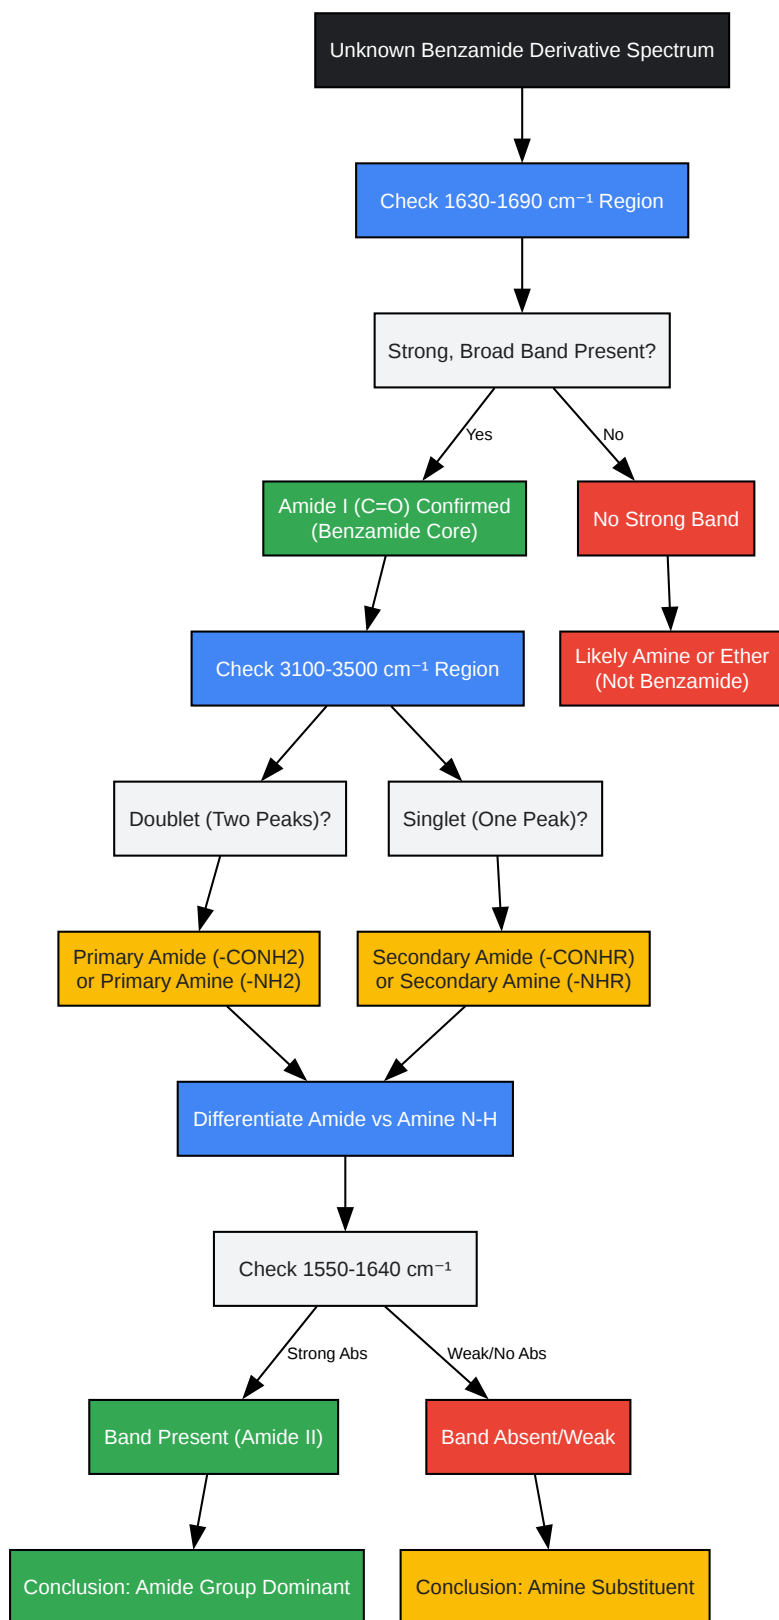 Unknown Benzamide Derivative Spectrum
Check 1630-1690 cm⁻¹ Region
Strong, Broad Band Present?
Yes
No
Amide I (C=O) Confirmed
(Benzamide Core)
No Strong Band
Check 3100-3500 cm⁻¹ Region
Likely Amine or Ether
(Not Benzamide)
Doublet (Two Peaks)?
Singlet (One Peak)?
Primary Amide (-CONH2)
or Primary Amine (-NH2)
Secondary Amide (-CONHR)
or Secondary Amine (-NHR)
Differentiate Amide vs Amine N-H
Check 1550-1640 cm⁻¹
Strong Abs
Weak/No Abs
Band Present (Amide II)
Band Absent/Weak
Conclusion: Amide Group Dominant
Conclusion: Amine Substituent